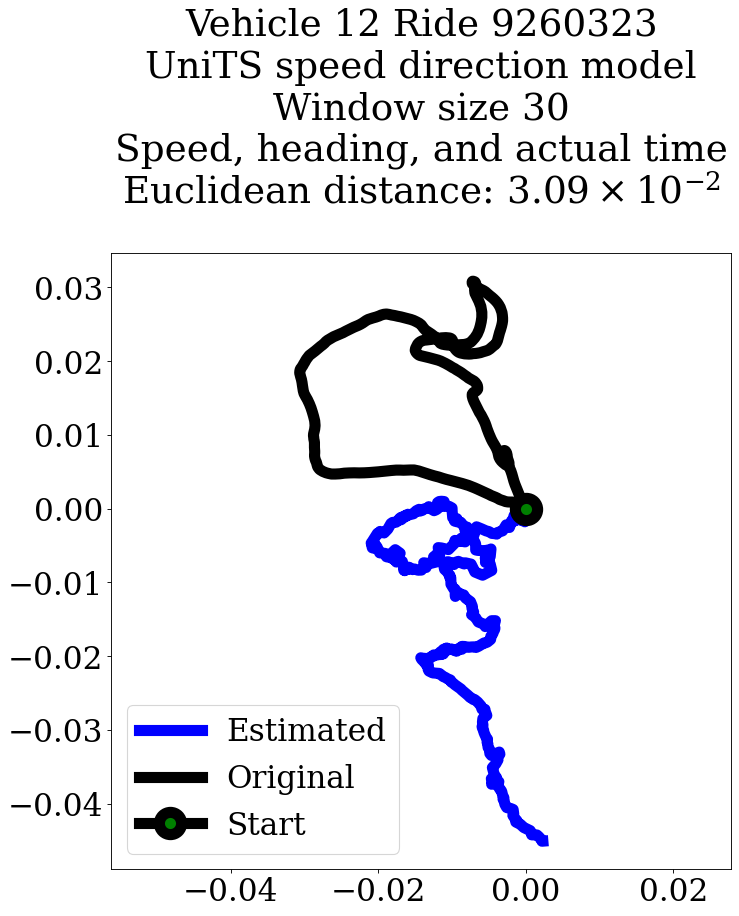 Vehicle 12 Ride 9260323
UniTS speed direction model
Window size 30
Speed, heading, and actual time
Euclidean distance: 3.09 × 10⁻²
0.03
0.02
0.01
0.00
−0.01
−0.02
−0.03
−0.04
Estimated
Original
Start
−0.04
−0.02
0.00
0.02